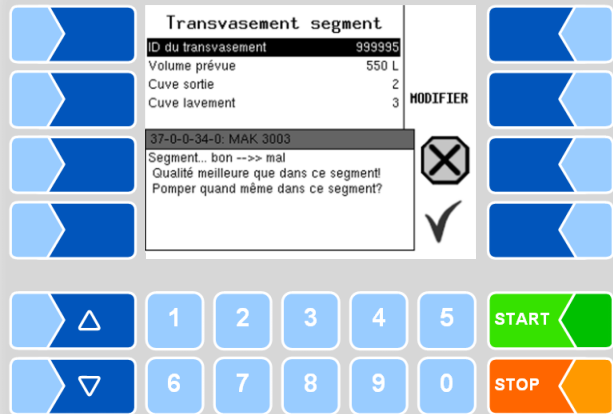 Transvasement segment
ID du transvasement 999995
Volume prévue 550 L
Cuve sortie 2
Cuve lavement 3
MODIFIER
37-0-0-34-0: MAK 3003
Segment... bon -->> mal
Qualité meilleure que dans ce segment!
Pomper quand même dans ce segment?
1 2 3 4 5 START
6 7 8 9 0 STOP